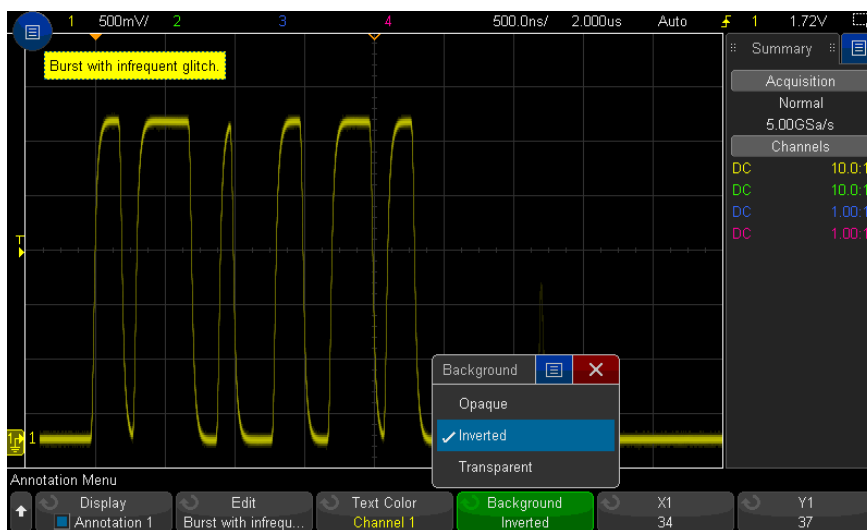 1 500mV/ 2 3 4 500.0ns/ 2.000us Auto 1 1.72V
Burst with infrequent glitch.
Summary
Acquisition
Normal
5.00GSa/s
Channels
DC 10.0:1
DC 10.0:1
DC 1.00:1
DC 1.00:1
T
1 1
Background
Opaque
Inverted
Transparent
Annotation Menu
Display Edit Text Color Background X1 Y1
Annotation 1 Burst with infrequ... Channel 1 Inverted 34 37